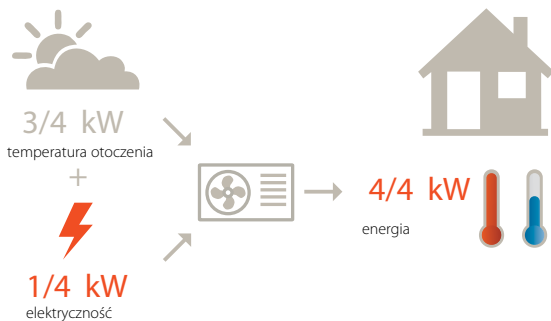 3/4 kW
temperatura otoczenia
+
1/4 kW
elektryczność
4/4 kW
energia